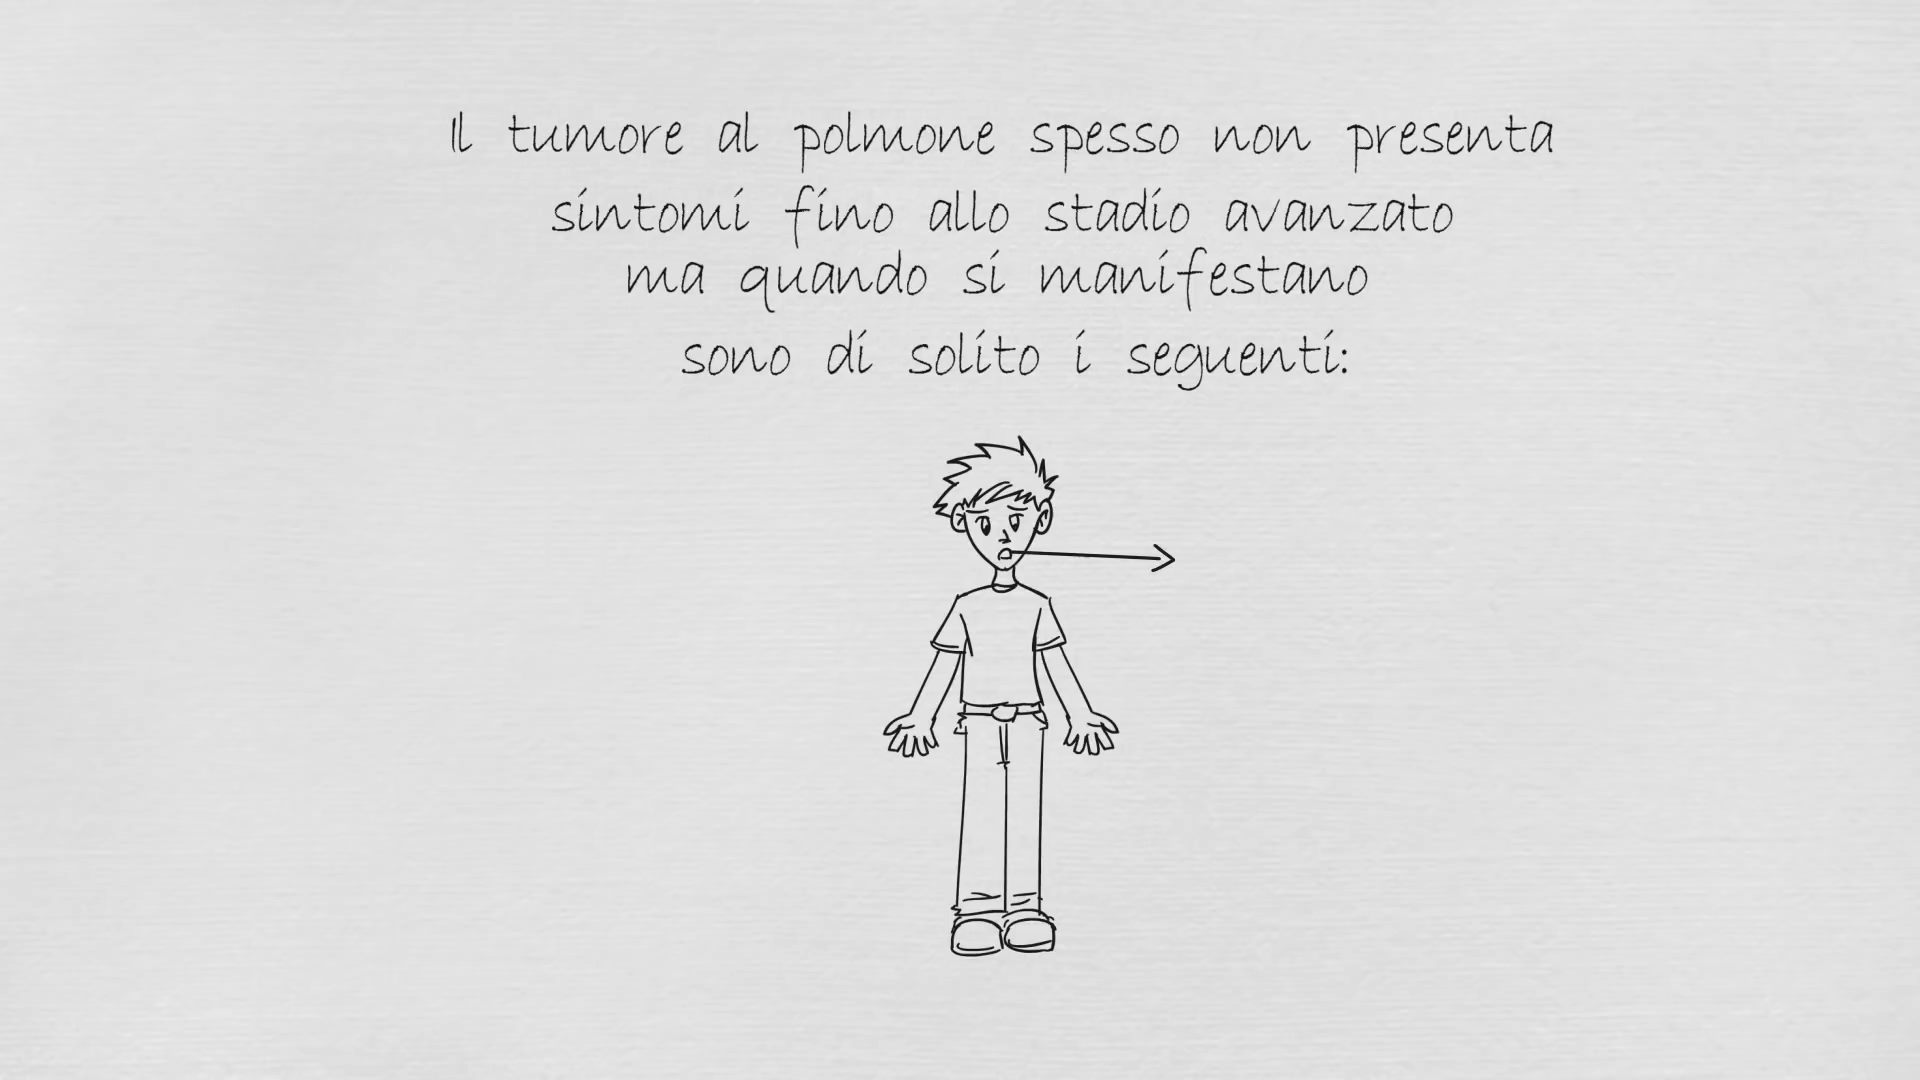 Il tumore al polmone spesso non presenta
sintomi fino allo stadio avanzato
ma quando si manifestano
sono di solito i seguenti: